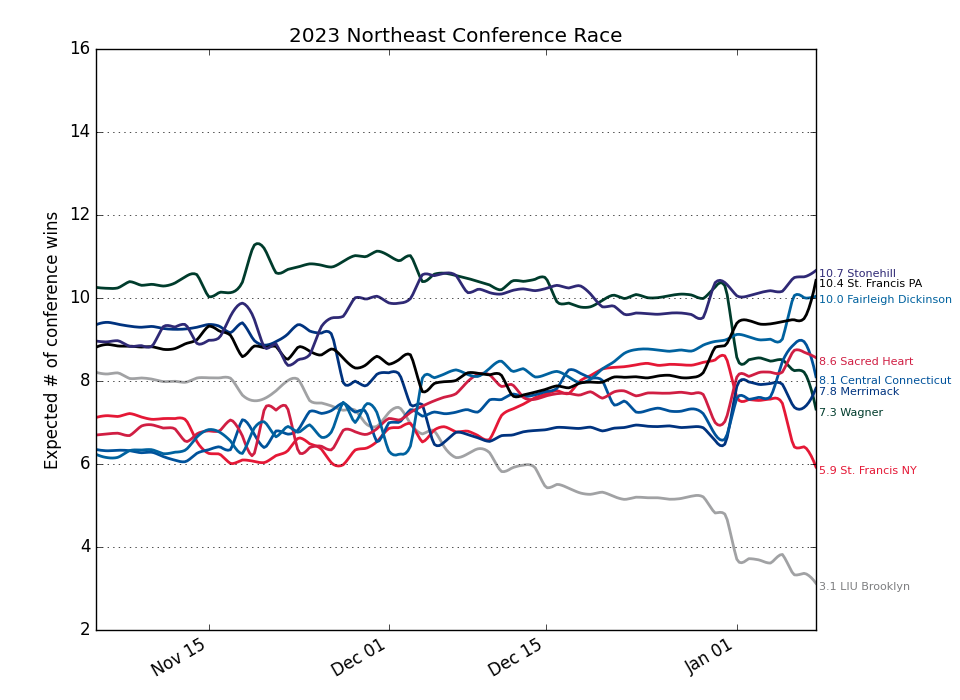 2023 Northeast Conference Race
Expected # of conference wins
16
14
12
10
8
6
4
2
Nov 15
Dec 01
Dec 15
Jan 01
10.7 Stonehill
10.4 St. Francis PA
10.0 Fairleigh Dickinson
8.6 Sacred Heart
8.1 Central Connecticut
7.8 Merrimack
7.3 Wagner
5.9 St. Francis NY
3.1 LIU Brooklyn